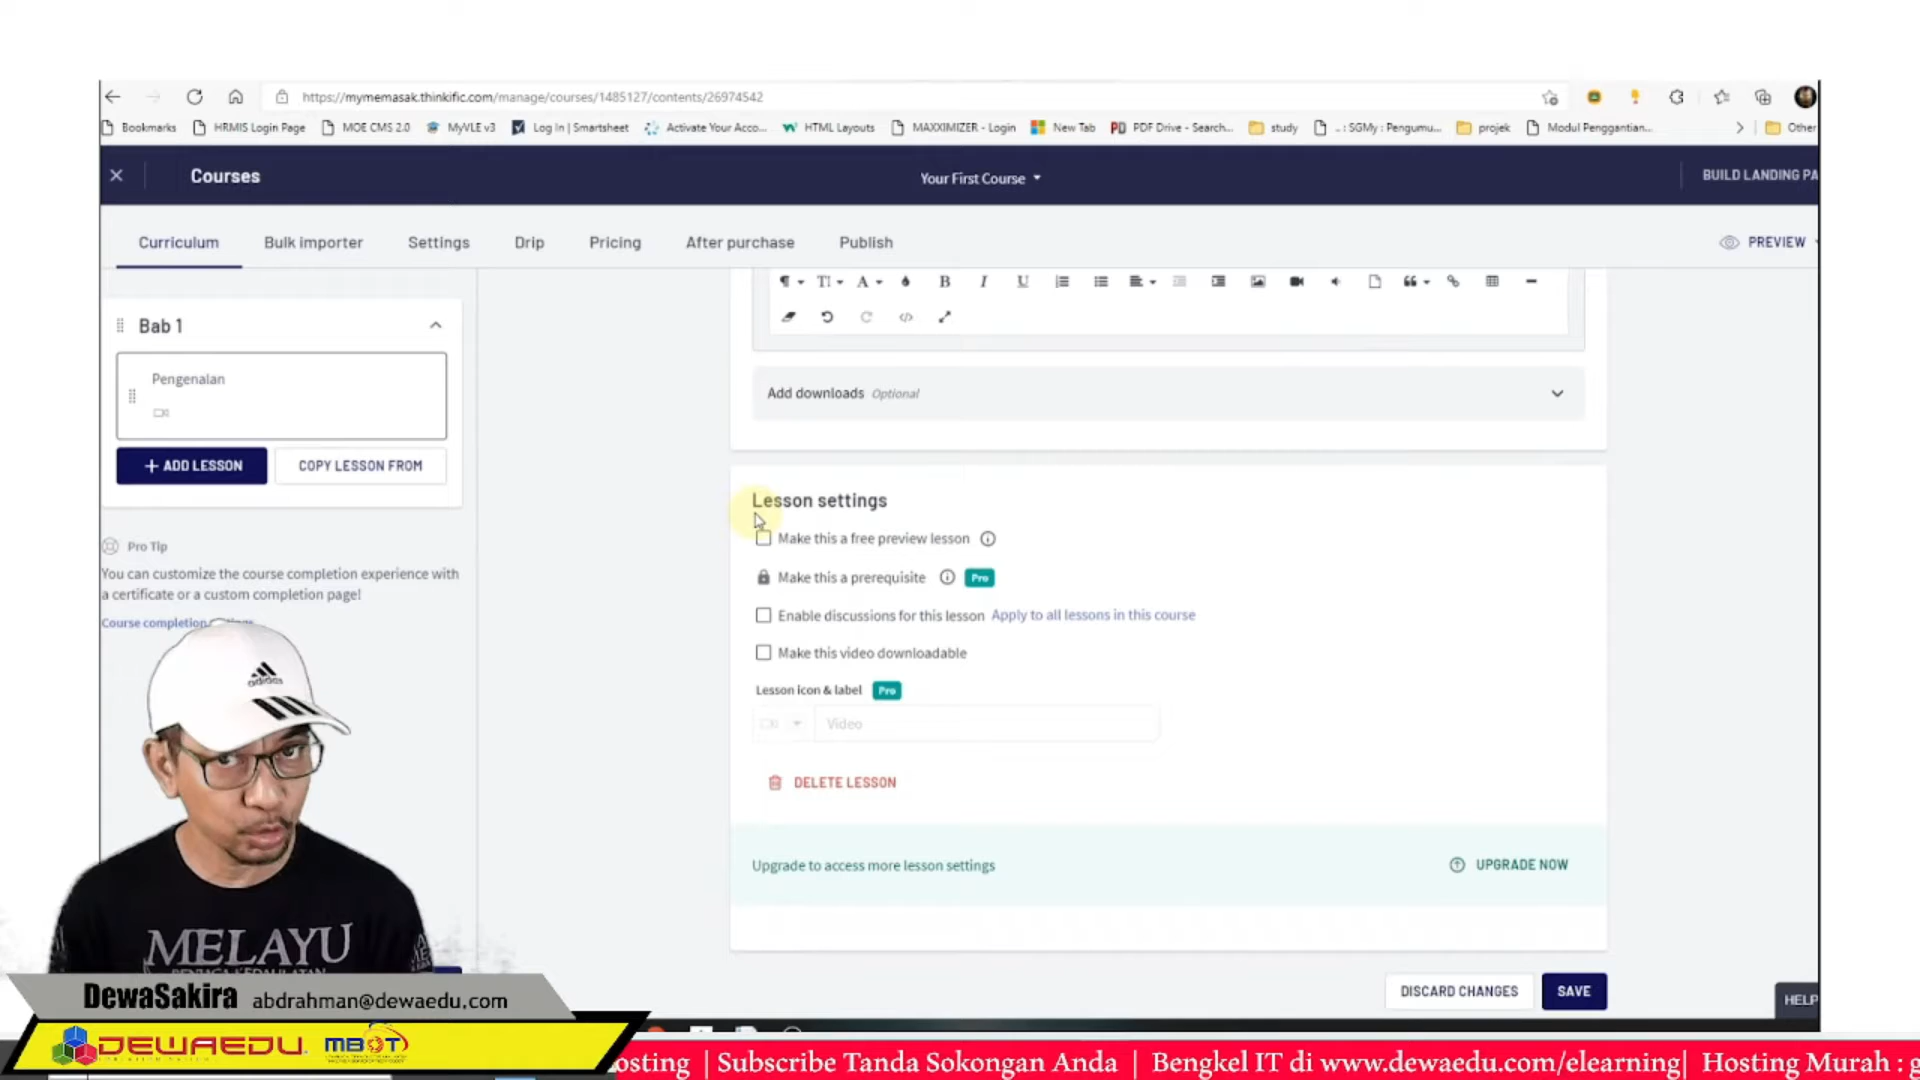 https://mymemasak.thinkific.com/manage/courses/1485127/contents/26974542
Bookmarks HRMIS Login Page MOE CMS 2.0 MyVLE v3 Log In | Smartsheet Activate Your Acco... HTML Layouts MAXXIMIZER - Login New Tab PDF Drive - Search... study ..: SGMy : Pengumu... projek Modul Penggantian... Other
Courses
Your First Course
BUILD LANDING PA
Curriculum Bulk importer Settings Drip Pricing After purchase Publish PREVIEW
Bab 1
Pengenalan
+ ADD LESSON COPY LESSON FROM
Pro Tip
You can customize the course completion experience with
a certificate or a custom completion page!
Course completion
Add downloads Optional
Lesson settings
Make this a free preview lesson
Make this a prerequisite Pro
Enable discussions for this lesson Apply to all lessons in this course
Make this video downloadable
Lesson icon & label Pro
Video
DELETE LESSON
Upgrade to access more lesson settings UPGRADE NOW
DISCARD CHANGES SAVE
HELP
adidas
MELAYU
DewaSakira abdrahman@dewaedu.com
DEWAEDU MBOT
osting | Subscribe Tanda Sokongan Anda | Bengkel IT di www.dewaedu.com/elearning| Hosting Murah : g